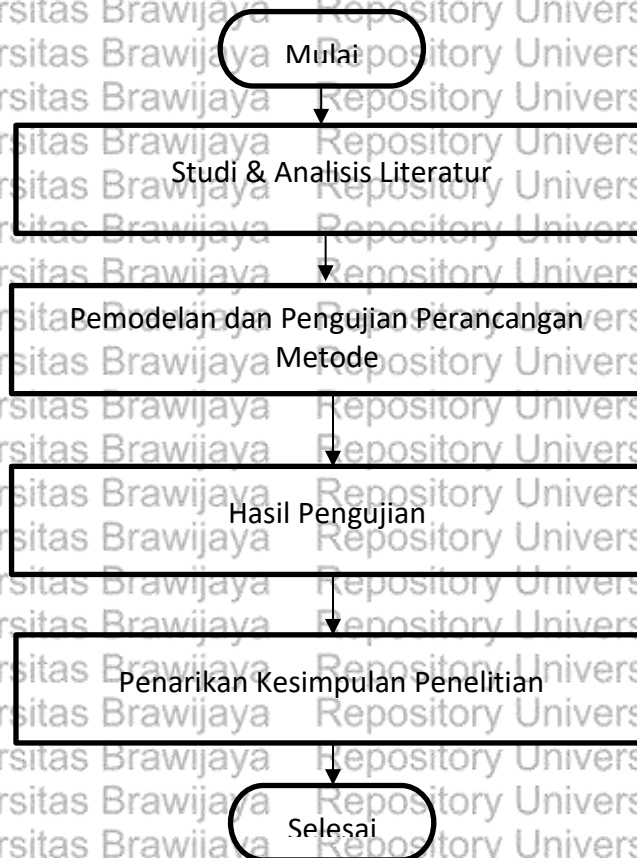 Mulai
Studi & Analisis Literatur
Pemodelan dan Pengujian Perancangan
Metode
Hasil Pengujian
Penarikan Kesimpulan Penelitian
Selesai